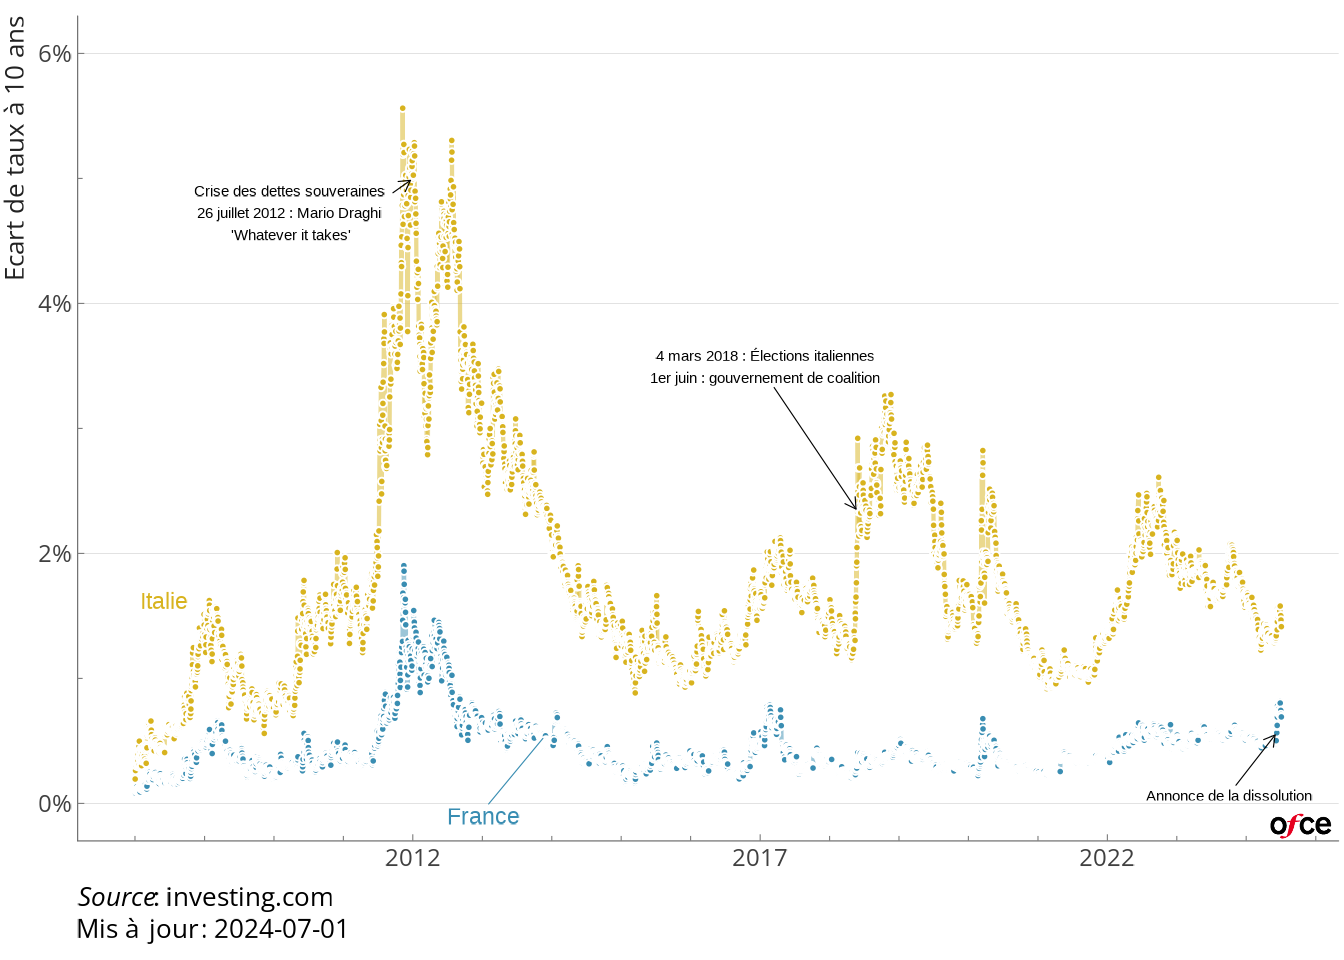 Ecart de taux à 10 ans
6%
4%
2%
0%
Crise des dettes souveraines
26 juillet 2012 : Mario Draghi
'Whatever it takes'
4 mars 2018 : Élections italiennes
1er juin : gouvernement de coalition
Italie
France
Annonce de la dissolution
ofce
2012
2017
2022
Source: investing.com
Mis à jour : 2024-07-01